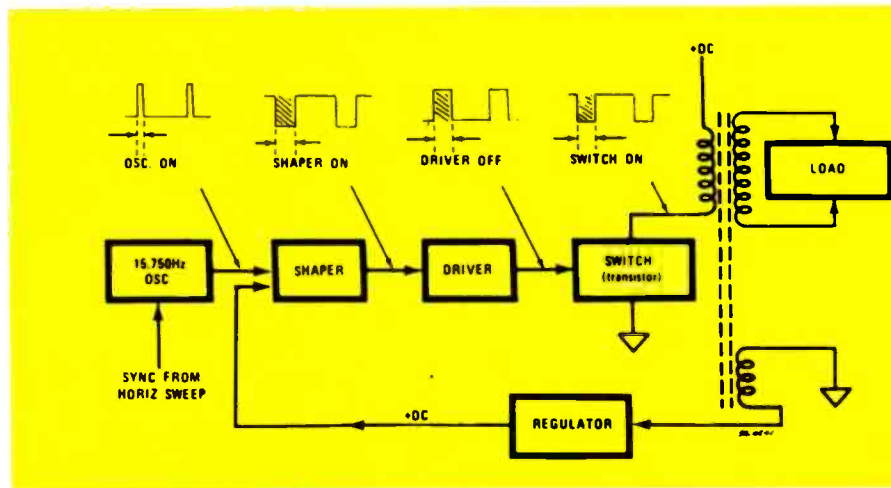 +DC
OSC. ON
SHAPER ON
DRIVER OFF
SWITCH ON
LOAD
15.750Hz
OSC
SHAPER
DRIVER
SWITCH
(transistor)
SYNC FROM
HORIZ SWEEP
+DC
REGULATOR